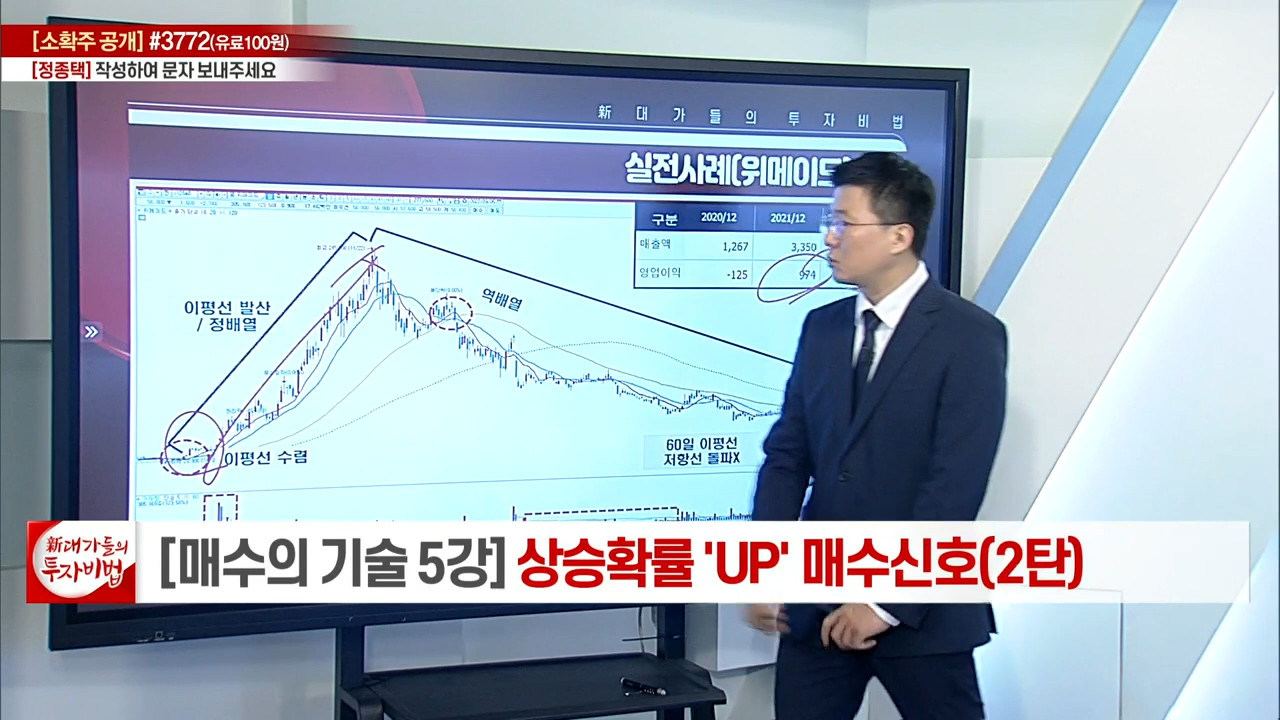 [소확주 공개] #3772(유료100원)
[정종택] 작성하여 문자 보내주세요
新 대가들의 투자비법
실전사례(위메이드)
구분 2020/12 2021/12
매출액 1,267 3,350
영업이익 -125 974
이평선 발산
/ 정배열
역배열
이평선 수렴
60일 이평선
저항선 돌파X
新대가들의
투자비법
[매수의 기술 5강] 상승확률 'UP' 매수신호(2탄)